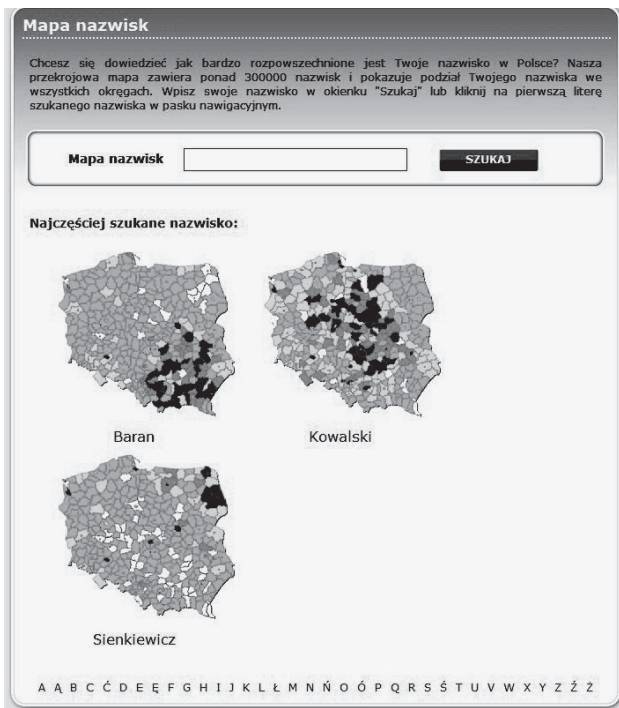 Mapa nazwisk
Chcesz się dowiedzieć jak bardzo rozpowszechnione jest Twoje nazwisko w Polsce? Nasza
przekrojowa mapa zawiera ponad 300000 nazwisk i pokazuje podział Twojego nazwiska we
wszystkich okręgach. Wpisz swoje nazwisko w okienku "Szukaj" lub kliknij na pierwszą literę
szukanego nazwiska w pasku nawigacyjnym.
Mapa nazwisk SZUKAJ
Najczęściej szukane nazwisko:
Baran Kowalski
Sienkiewicz
A Ą B C Ć D E Ę F G H I J K L Ł M N Ń O Ó P Q R S Ś T U V W X Y Z Ź Ż